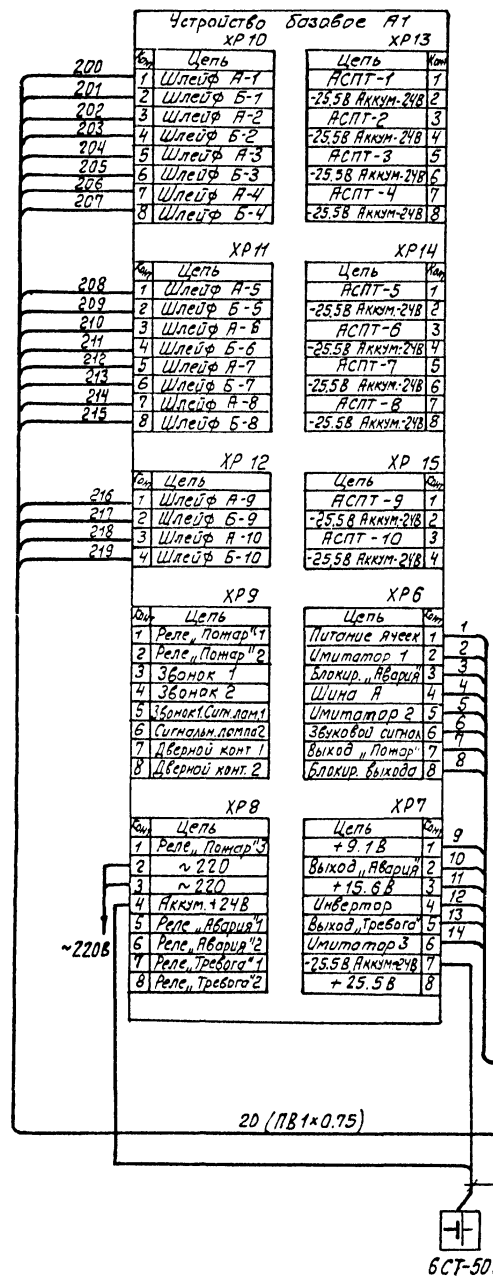 Устройство базовое А1
ХР10
Кон. Цепь
200 1 Шлейф А-1
201 2 Шлейф Б-1
202 3 Шлейф А-2
203 4 Шлейф Б-2
204 5 Шлейф А-3
205 6 Шлейф Б-3
206 7 Шлейф А-4
207 8 Шлейф Б-4
ХР13
Цепь Кон
АСПТ-1 1
-25,5В Аккум-24В 2
АСПТ-2 3
-25,5В Аккум-24В 4
АСПТ-3 5
-25,5В Аккум-24В 6
АСПТ-4 7
-25,5В Аккум-24В 8
ХР11
Кон. Цепь
208 1 Шлейф А-5
209 2 Шлейф Б-5
210 3 Шлейф А-6
211 4 Шлейф Б-6
212 5 Шлейф А-7
213 6 Шлейф Б-7
214 7 Шлейф А-8
215 8 Шлейф Б-8
ХР14
Цепь Кон.
АСПТ-5 1
-25,5В Аккум-24В 2
АСПТ-6 3
-25,5В Аккум-24В 4
АСПТ-7 5
-25,5В Аккум-24В 6
АСПТ-8 7
-25,5В Аккум-24В 8
ХР12
Кон. Цепь
216 1 Шлейф А-9
217 2 Шлейф Б-9
218 3 Шлейф А-10
219 4 Шлейф Б-10
ХР15
Цепь Кон.
АСПТ-9 1
-25,5В Аккум-24В 2
АСПТ-10 3
-25,5В Аккум-24В 4
ХР9
Кон. Цепь
1 Реле „Пожар"1
2 Реле „Пожар"2
3 Звонок 1
4 Звонок 2
5 Звонок1.Сигн.лам.1
6 Сигнальн.лампа2
7 Дверной конт 1
8 Дверной конт. 2
ХР6
Цепь Кон.
Питание ячеек 1 1
Имитатор 1 2 2
Блокир. „Авария" 3 3
Шина А 4 4
Имитатор 2 5 5
Звуковой сигнал 6 6
Выход „Пожар" 7 7
Блокир. выхода 8 8
ХР8
Кон. Цепь
1 Реле „Пожар"3
2 ~220
3 ~220
4 Аккум.+24В
5 Реле „Авария"1
6 Реле „Авария"2
7 Реле „Тревога"1
8 Реле „Тревога"2
~220В
ХР7
Цепь Кон.
+9.1В 1 9
Выход „Авария" 2 10
+15.6В 3 11
Инвертор 4 12
Выход „Тревога" 5 13
Имитатор 3 6 14
-25.5В Аккум-24В 7
+25.5В 8
20 (ПВ1×0.75)
6СТ-50